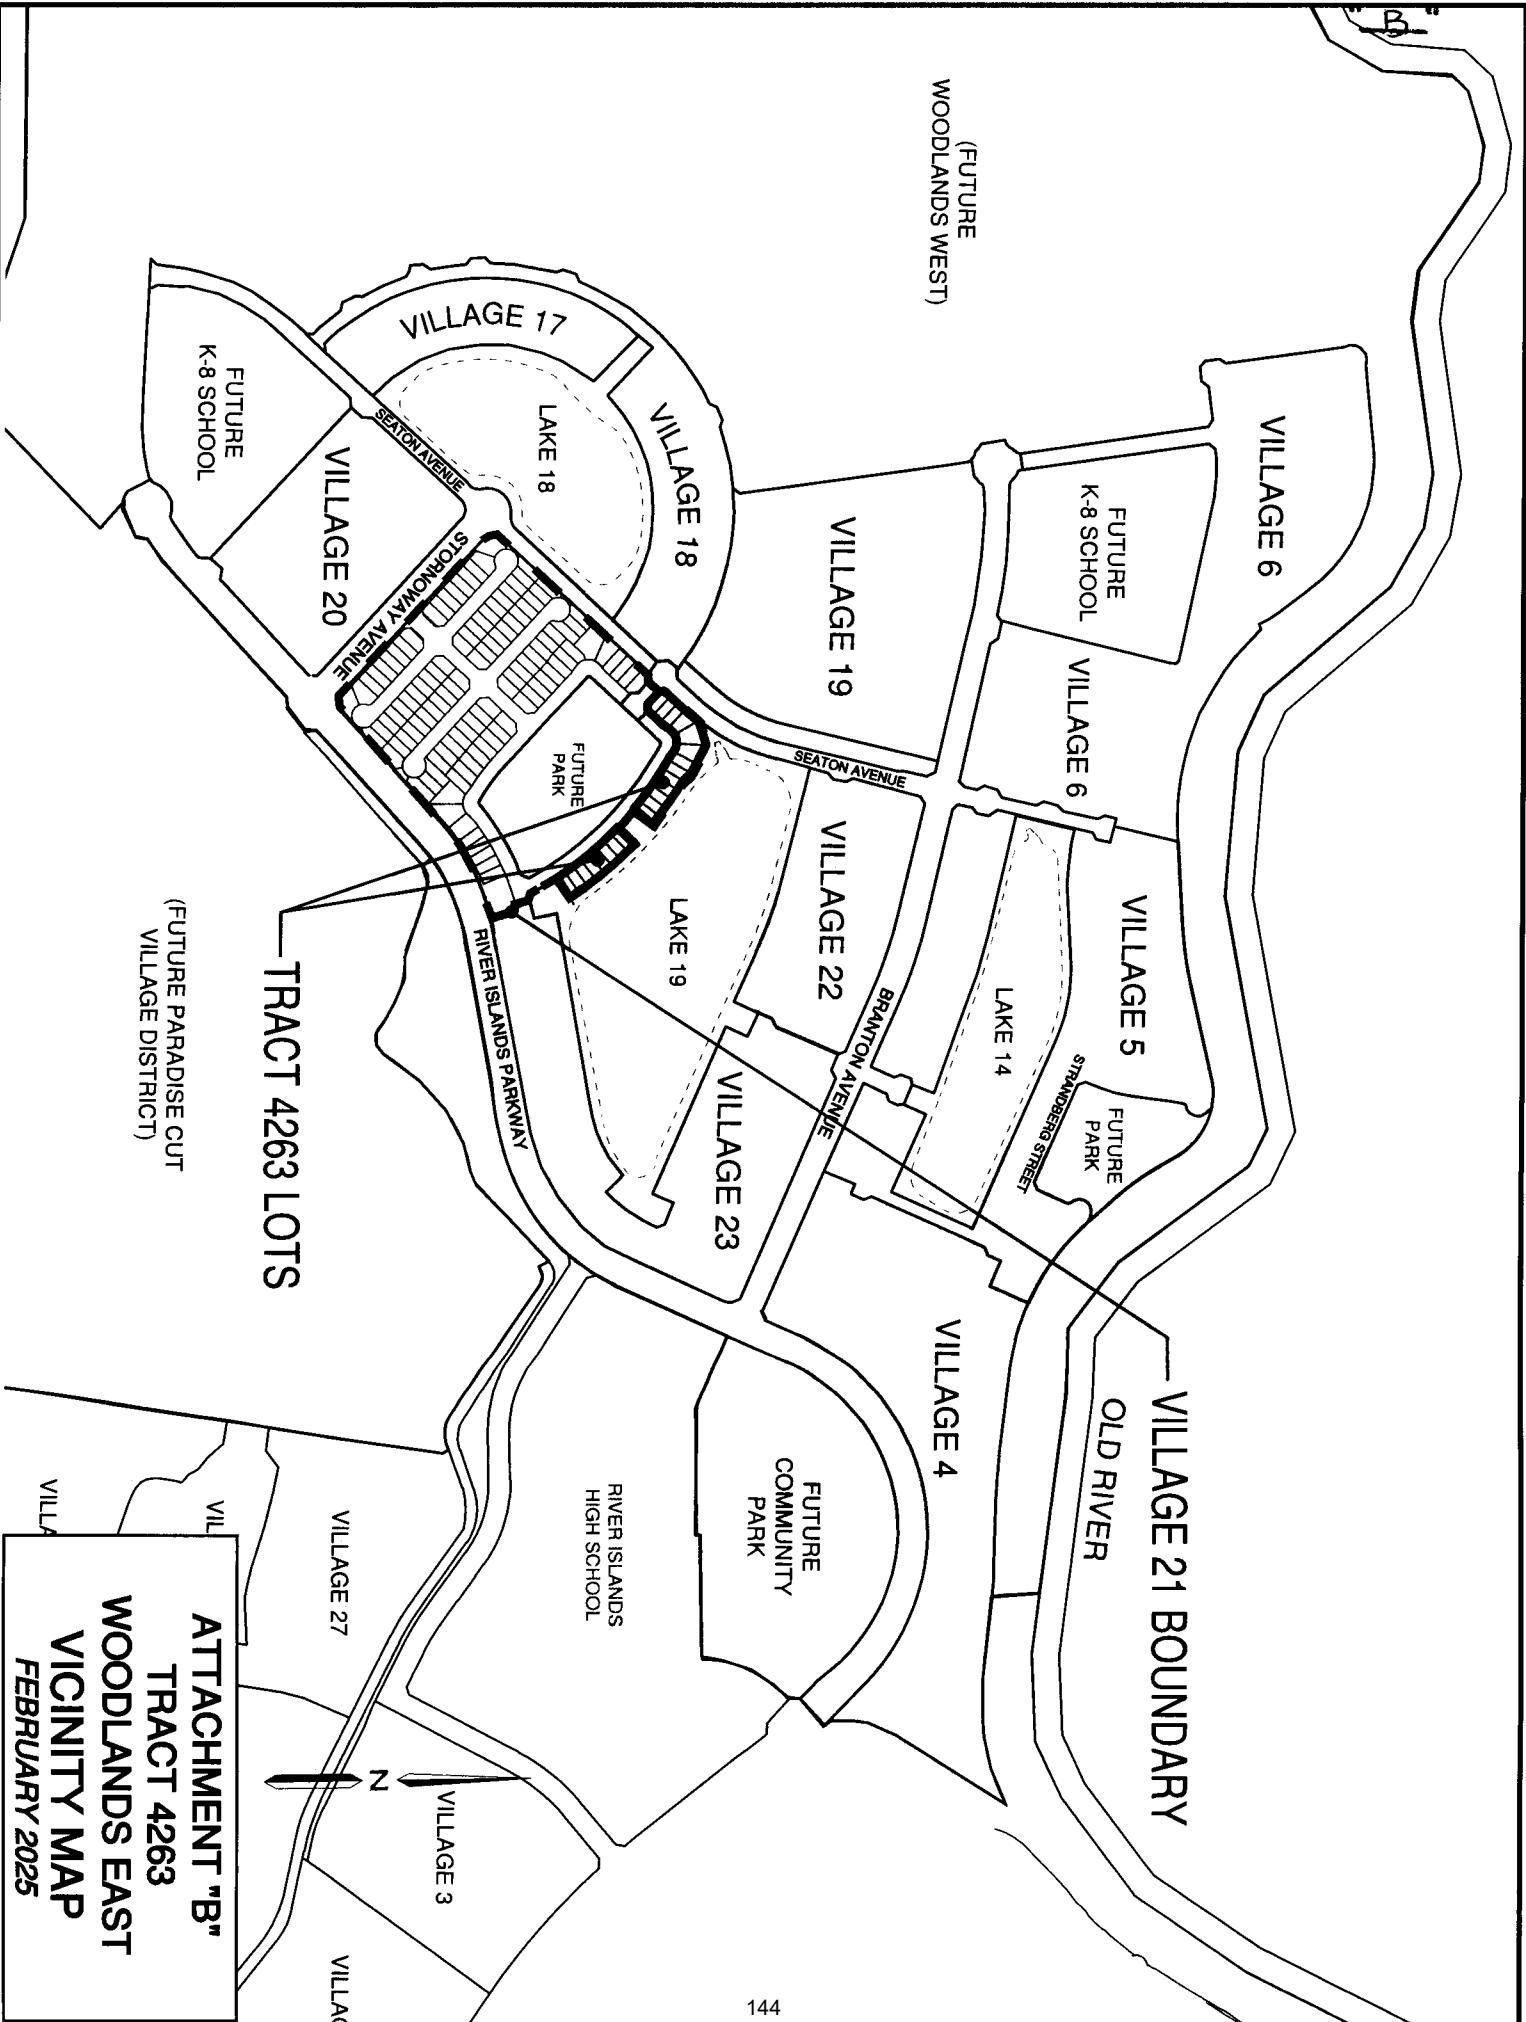 "B"
(FUTURE
WOODLANDS WEST)
VILLAGE 6
FUTURE
K-8 SCHOOL
VILLAGE 6
VILLAGE 5
STRANDBERG STREET
FUTURE
PARK
LAKE 14
VILLAGE 17
VILLAGE 18
LAKE 18
VILLAGE 19
SEATON AVENUE
SEATON AVENUE
FUTURE
K-8 SCHOOL
VILLAGE 20
STORNOWAY AVENUE
FUTURE
PARK
VILLAGE 22
BRANTON AVENUE
LAKE 19
VILLAGE 23
RIVER ISLANDS PARKWAY
TRACT 4263 LOTS
(FUTURE PARADISE CUT
VILLAGE DISTRICT)
VILLAGE 21 BOUNDARY
OLD RIVER
VILLAGE 4
FUTURE
COMMUNITY
PARK
RIVER ISLANDS
HIGH SCHOOL
VILLAGE 27
VIL
VILLA
VILLAGE 3
VILLAG
N
ATTACHMENT "B"
TRACT 4263
WOODLANDS EAST
VICINITY MAP
FEBRUARY 2025
144